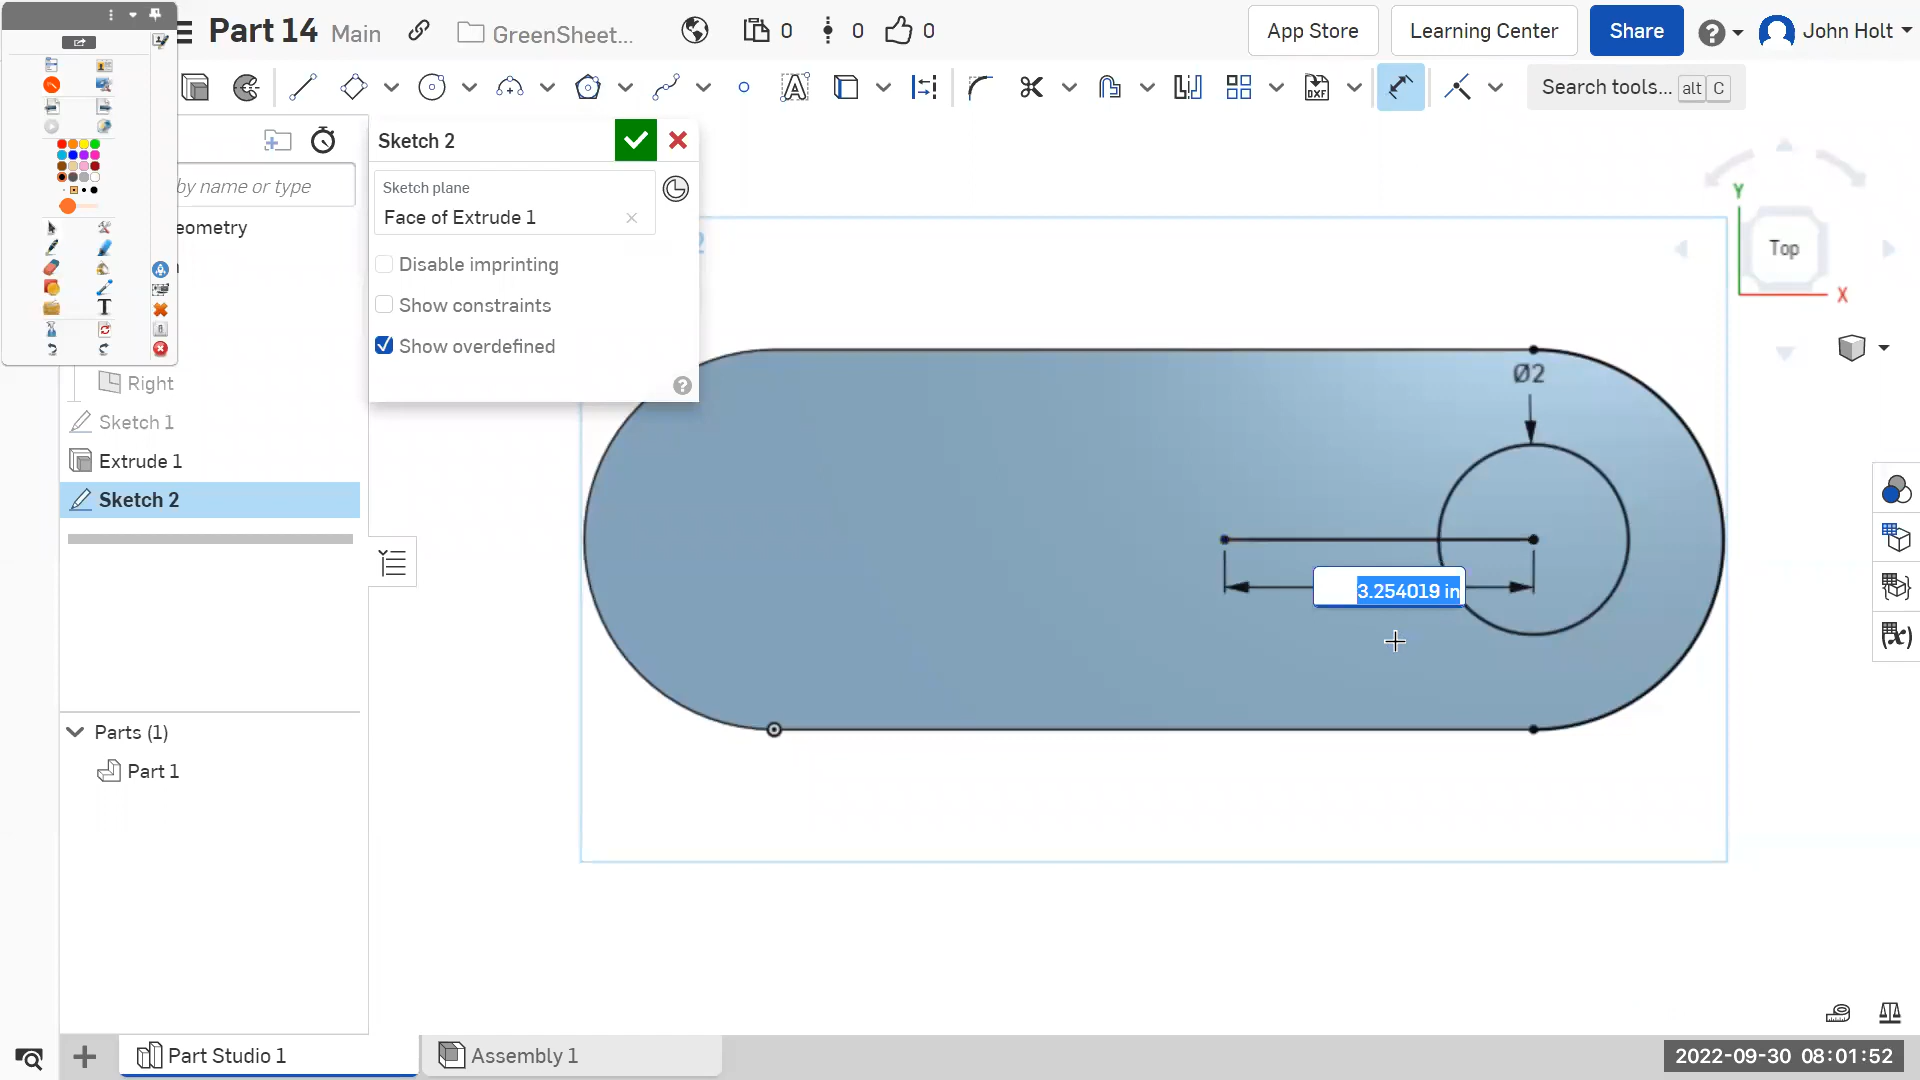 Part 14 Main GreenSheet... 0 0 0 App Store Learning Center Share John Holt
Search tools... alt C
Sketch 2
by name or type
Sketch plane
Face of Extrude 1
eometry
Disable imprinting
Show constraints
Show overdefined
Right
Sketch 1
Extrude 1
Sketch 2
Y
Top
X
Ø2
3.254019 in
Parts (1)
Part 1
Part Studio 1
Assembly 1
2022-09-30 08:01:52